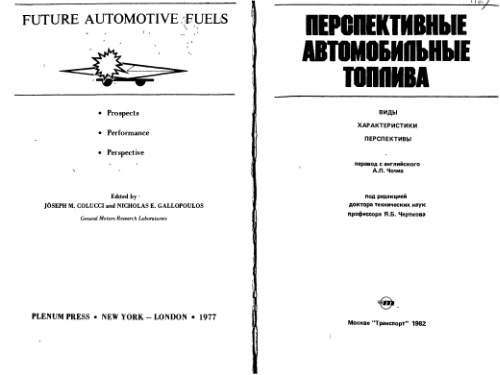 FUTURE AUTOMOTIVE FUELS
• Prospects
• Performance
• Perspective
Edited by
JOSEPH M. COLUCCI and NICHOLAS E. GALLOPOULOS
General Motors Research Laboratories
PLENUM PRESS • NEW YORK – LONDON • 1977
ПЕРСПЕКТИВНЫЕ
АВТОМОБИЛЬНЫЕ
ТОПЛИВА
ВИДЫ
ХАРАКТЕРИСТИКИ
ПЕРСПЕКТИВЫ
перевод с английского
А.П. Чочиа
под редакцией
доктора технических наук
профессора Я.Б. Черткова
Москва "Транспорт" 1982